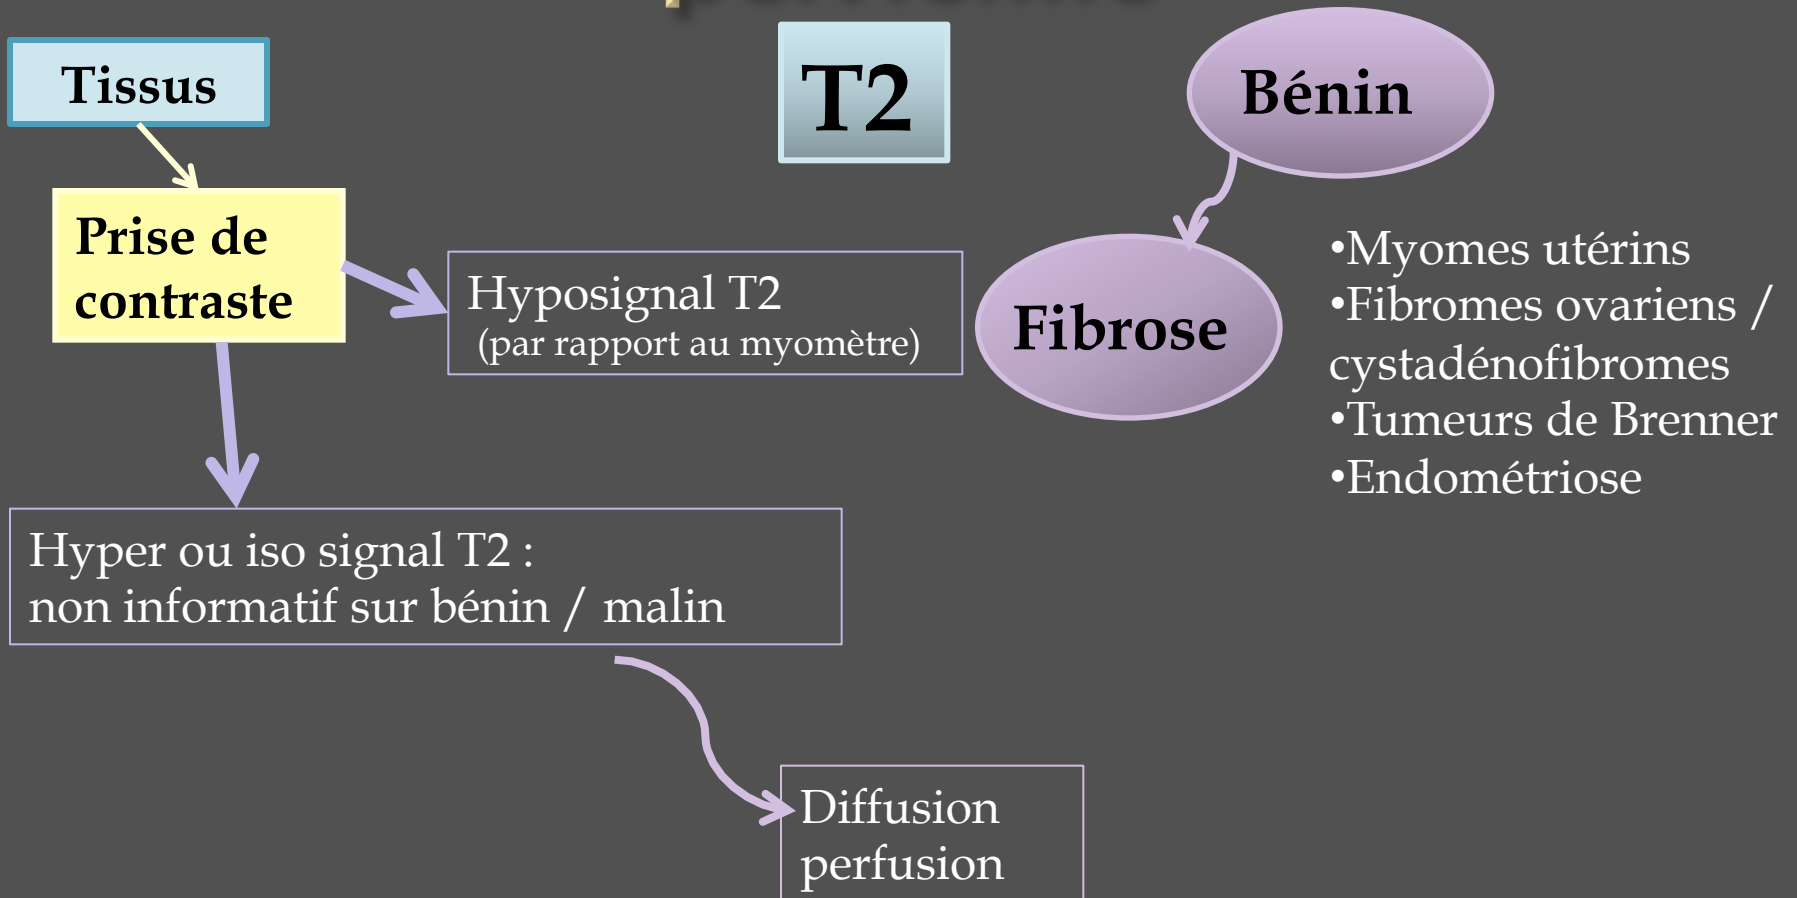 Tissus
T2
Bénin
Prise de
contraste
Hyposignal T2
(par rapport au myomètre)
Fibrose
•Myomes utérins
•Fibromes ovariens /
cystadénofibromes
•Tumeurs de Brenner
•Endométriose
Hyper ou iso signal T2 :
non informatif sur bénin / malin
Diffusion
perfusion